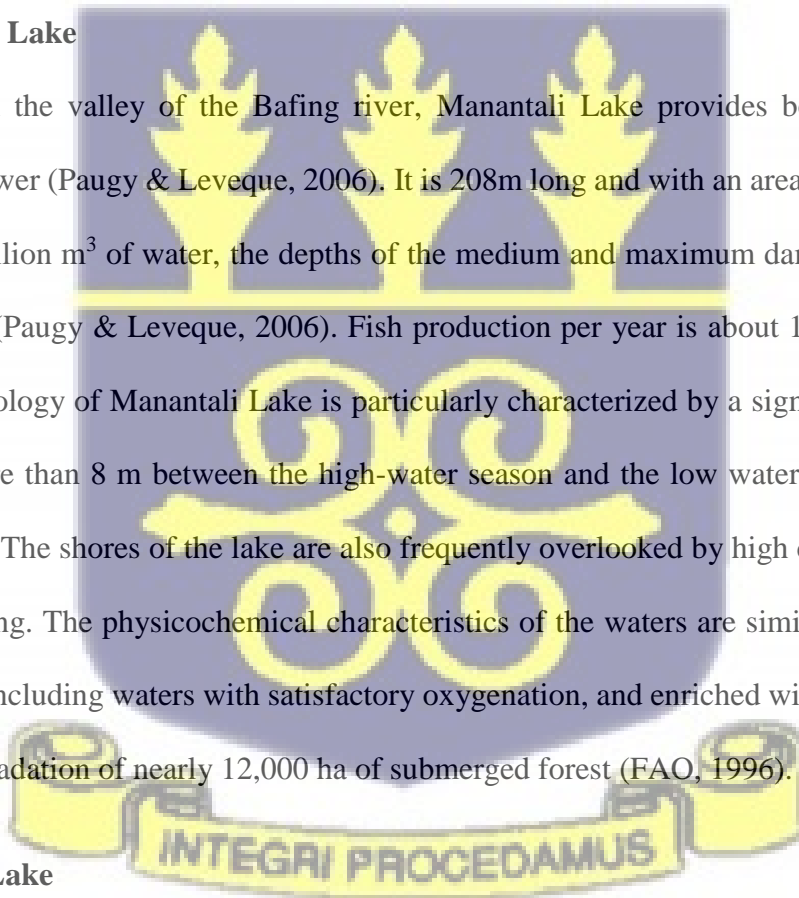 Lake
the valley of the Bafing river, Manantali Lake provides b
wer (Paugy & Leveque, 2006). It is 208m long and with an area
llion m³ of water, the depths of the medium and maximum dar
(Paugy & Leveque, 2006). Fish production per year is about 1
ology of Manantali Lake is particularly characterized by a sign
re than 8 m between the high-water season and the low water
The shores of the lake are also frequently overlooked by high
ng. The physicochemical characteristics of the waters are simi
ncluding waters with satisfactory oxygenation, and enriched wi
adation of nearly 12,000 ha of submerged forest (FAO, 1996).
INTEGRI PROCEDAMUS
Lake